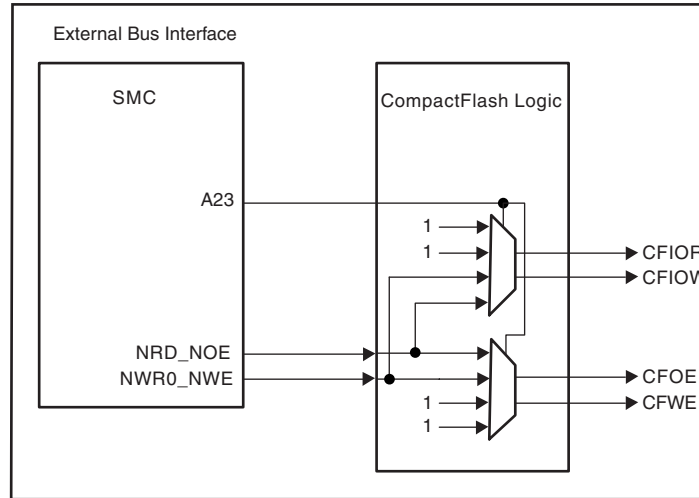 External Bus Interface
SMC
CompactFlash Logic
A23
1
1
CFIOR
CFIOW
NRD_NOE
NWR0_NWE
1
1
CFOE
CFWE